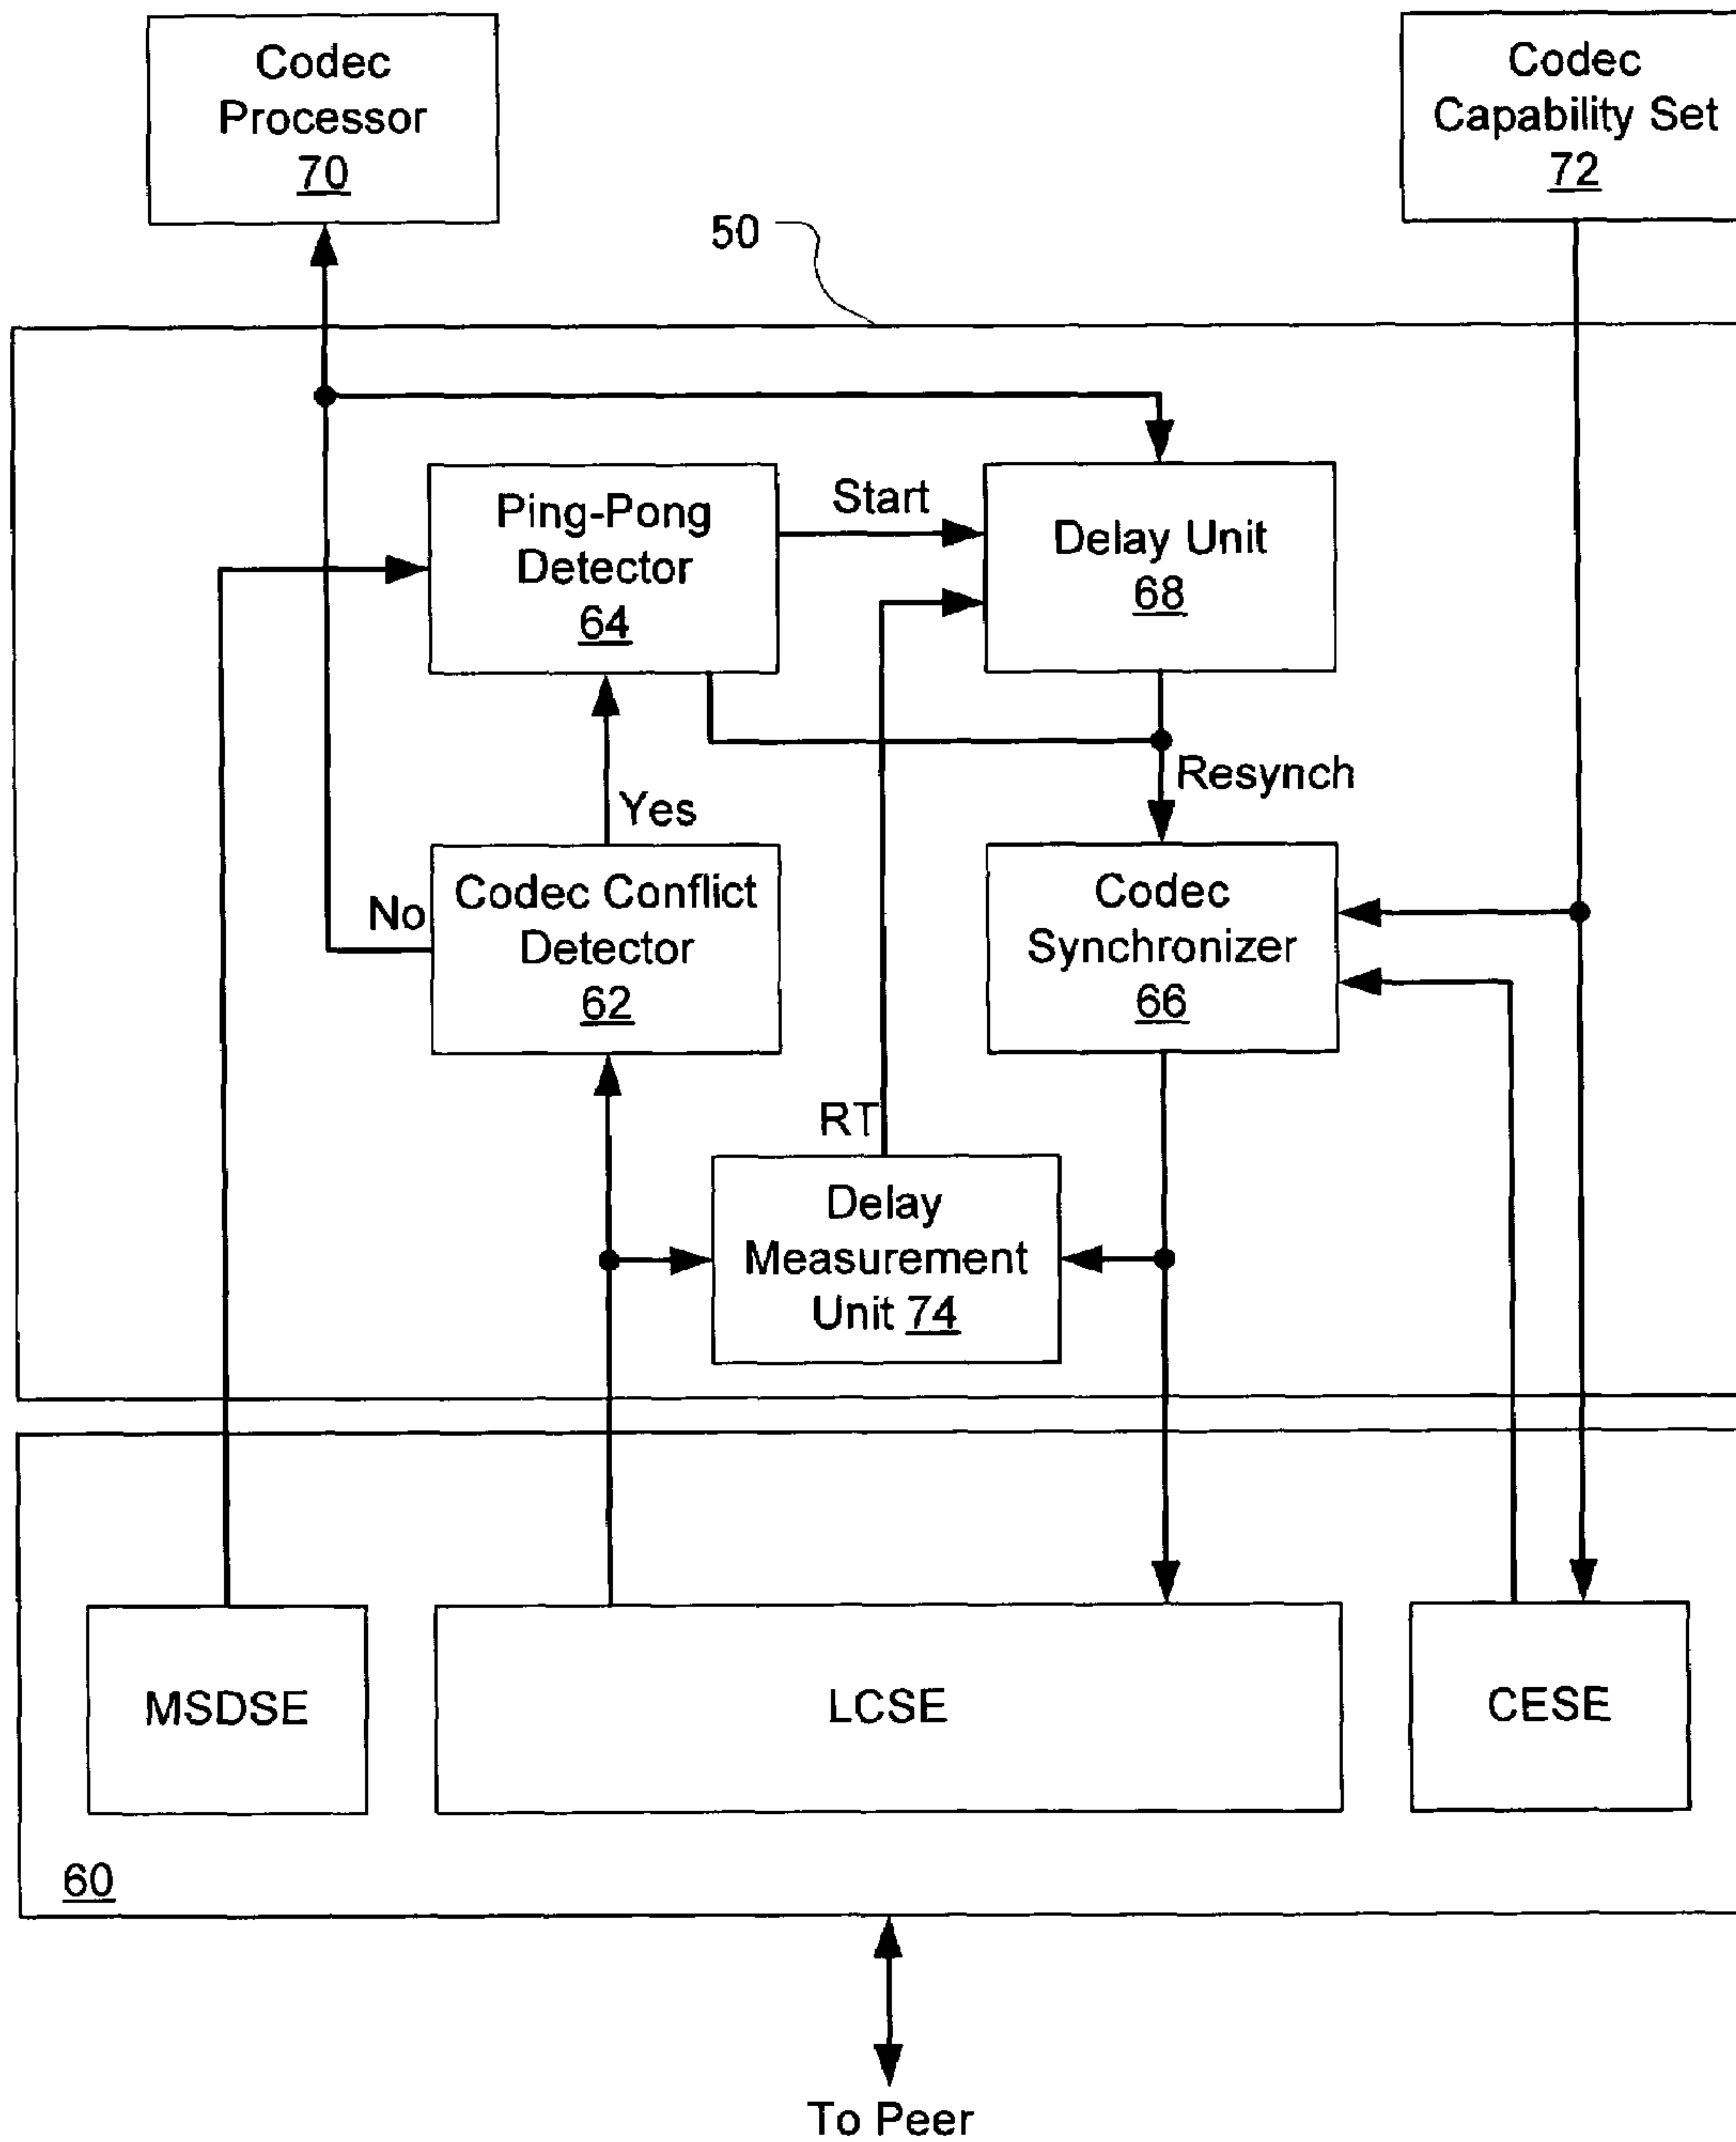 Codec
Processor
70
Codec
Capability Set
72
50
Ping-Pong
Detector
64
Start
Delay Unit
68
Resynch
Yes
No
Codec Conflict
Detector
62
Codec
Synchronizer
66
RT
Delay
Measurement
Unit 74
MSDSE
LCSE
CESE
60
To Peer